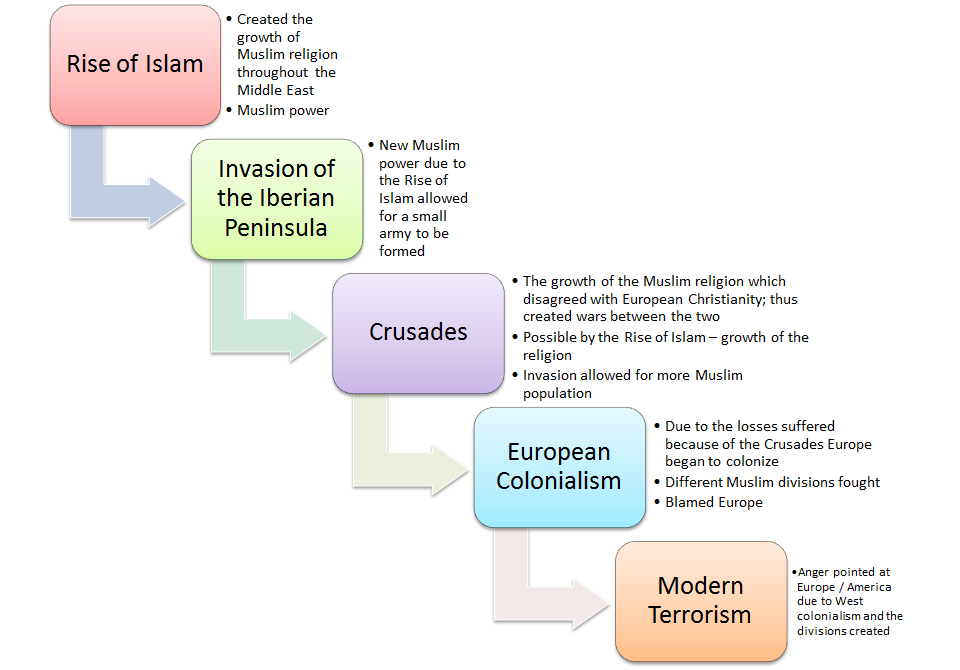 Rise of Islam
• Created the
growth of
Muslim religion
throughout the
Middle East
• Muslim power
Invasion of
the Iberian
Peninsula
• New Muslim
power due to
the Rise of
Islam allowed
for a small
army to be
formed
Crusades
• The growth of the Muslim religion which
disagreed with European Christianity; thus
created wars between the two
• Possible by the Rise of Islam – growth of the
religion
• Invasion allowed for more Muslim
population
European
Colonialism
• Due to the losses suffered
because of the Crusades Europe
began to colonize
• Different Muslim divisions fought
• Blamed Europe
Modern
Terrorism
•Anger pointed at
Europe / America
due to West
colonialism and the
divisions created